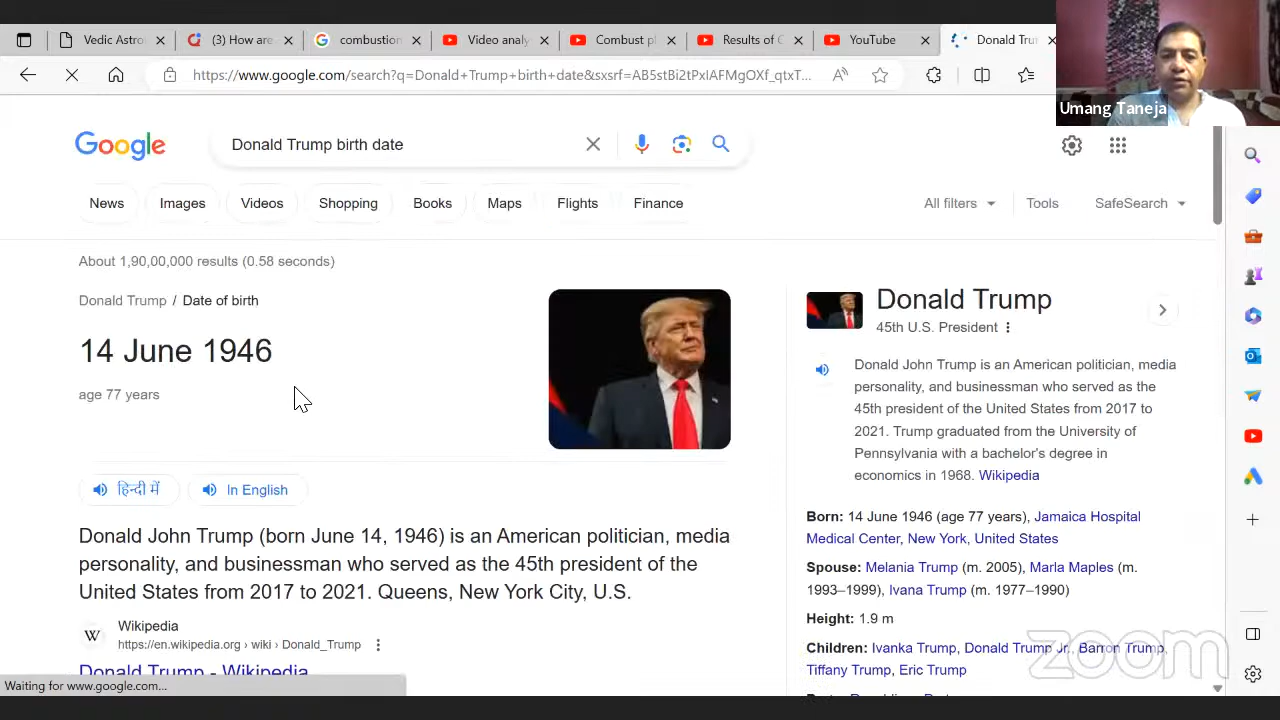 Vedic Astro
(3) How are
combustion
Video analy
Combust pl
Results of C
YouTube
Donald Tru
https://www.google.com/search?q=Donald+Trump+birth+date&sxsrf=AB5stBi2tPxIAFMgOXf_qtxT...
Umang Taneja
Google
Donald Trump birth date
News
Images
Videos
Shopping
Books
Maps
Flights
Finance
All filters
Tools
SafeSearch
About 1,90,00,000 results (0.58 seconds)
Donald Trump / Date of birth
14 June 1946
age 77 years
हिन्दी में
In English
Donald John Trump (born June 14, 1946) is an American politician, media
personality, and businessman who served as the 45th president of the
United States from 2017 to 2021. Queens, New York City, U.S.
W
Wikipedia
https://en.wikipedia.org › wiki › Donald_Trump
Donald Trump - Wikipedia
Waiting for www.google.com...
Donald Trump
45th U.S. President
Donald John Trump is an American politician, media
personality, and businessman who served as the
45th president of the United States from 2017 to
2021. Trump graduated from the University of
Pennsylvania with a bachelor's degree in
economics in 1968. Wikipedia
Born: 14 June 1946 (age 77 years), Jamaica Hospital
Medical Center, New York, United States
Spouse: Melania Trump (m. 2005), Marla Maples (m.
1993–1999), Ivana Trump (m. 1977–1990)
Height: 1.9 m
Children: Ivanka Trump, Donald Trump Jr., Barron Trump,
Tiffany Trump, Eric Trump
zoom